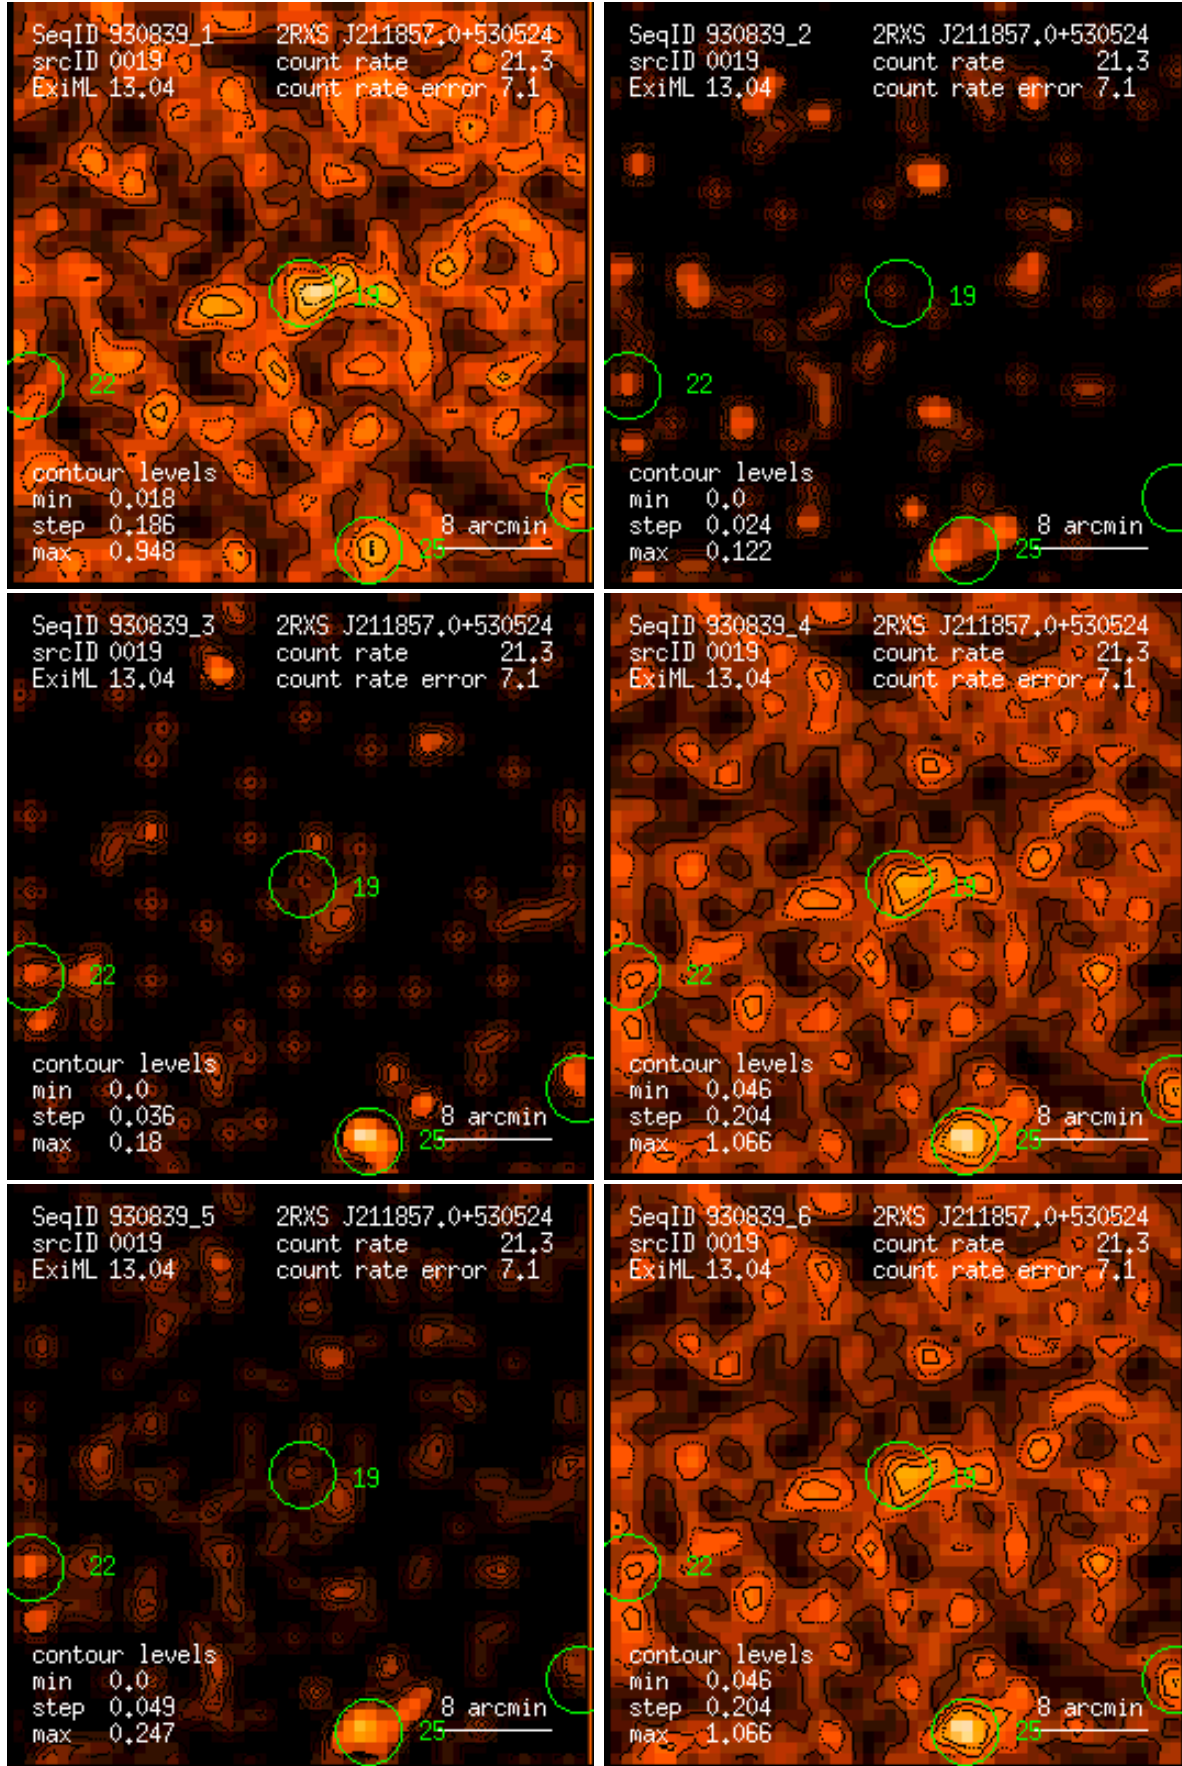 SeqID 930839_1 2RXS J211857.0+530524
srcID 0019 count rate 21.3
ExiML 13.04 count rate error 7.1
19
22
contour levels
min 0.018
step 0.186 8 arcmin
max 0.948 25
SeqID 930839_2 2RXS J211857.0+530524
srcID 0019 count rate 21.3
ExiML 13.04 count rate error 7.1
19
22
contour levels
min 0.0
step 0.024 8 arcmin
max 0.122 25
SeqID 930839_3 2RXS J211857.0+530524
srcID 0019 count rate 21.3
ExiML 13.04 count rate error 7.1
19
22
contour levels
min 0.0
step 0.036 8 arcmin
max 0.18 25
SeqID 930839_4 2RXS J211857.0+530524
srcID 0019 count rate 21.3
ExiML 13.04 count rate error 7.1
19
22
contour levels
min 0.046
step 0.204 8 arcmin
max 1.066 25
SeqID 930839_5 2RXS J211857.0+530524
srcID 0019 count rate 21.3
ExiML 13.04 count rate error 7.1
19
22
contour levels
min 0.0
step 0.049 8 arcmin
max 0.247 25
SeqID 930839_6 2RXS J211857.0+530524
srcID 0019 count rate 21.3
ExiML 13.04 count rate error 7.1
19
22
contour levels
min 0.046
step 0.204 8 arcmin
max 1.066 25